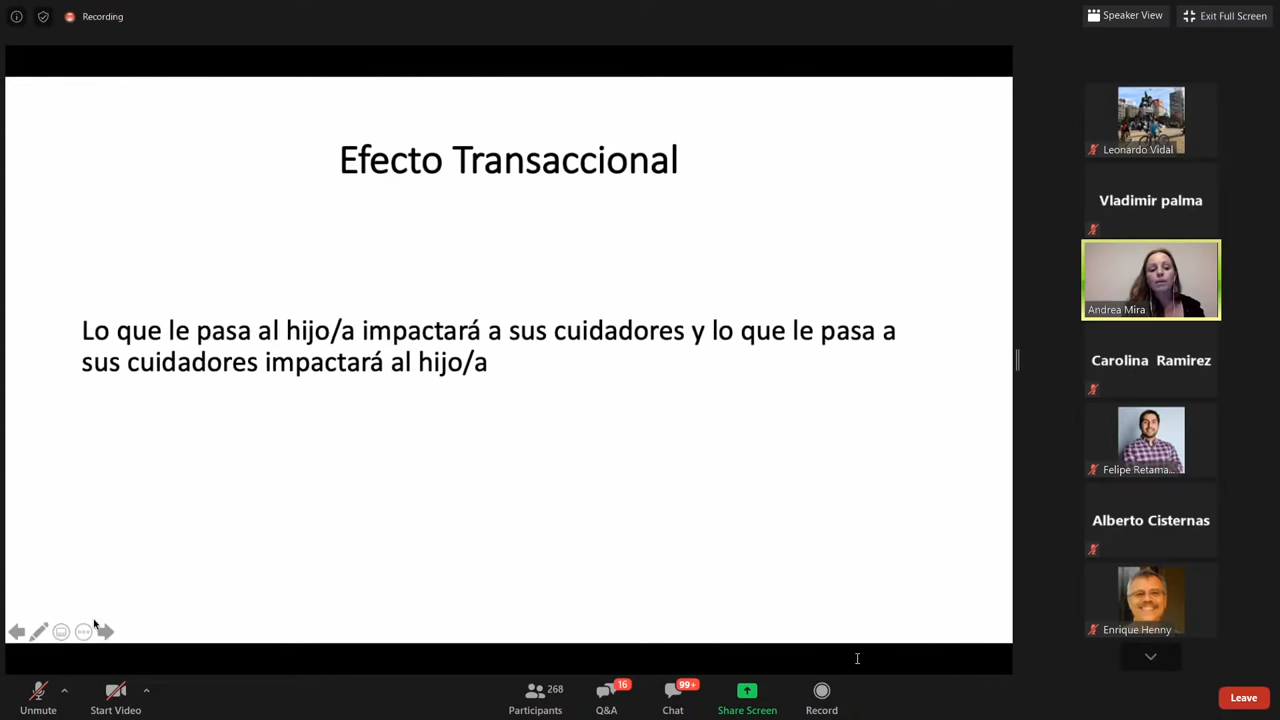 Recording
Speaker View
Exit Full Screen
Efecto Transaccional
Lo que le pasa al hijo/a impactará a sus cuidadores y lo que le pasa a
sus cuidadores impactará al hijo/a
Leonardo Vidal
Vladimir palma
Andrea Mira
Carolina Ramirez
Felipe Retama...
Alberto Cisternas
Enrique Henny
Unmute
Start Video
268
Participants
16
Q&A
99+
Chat
Share Screen
Record
Leave